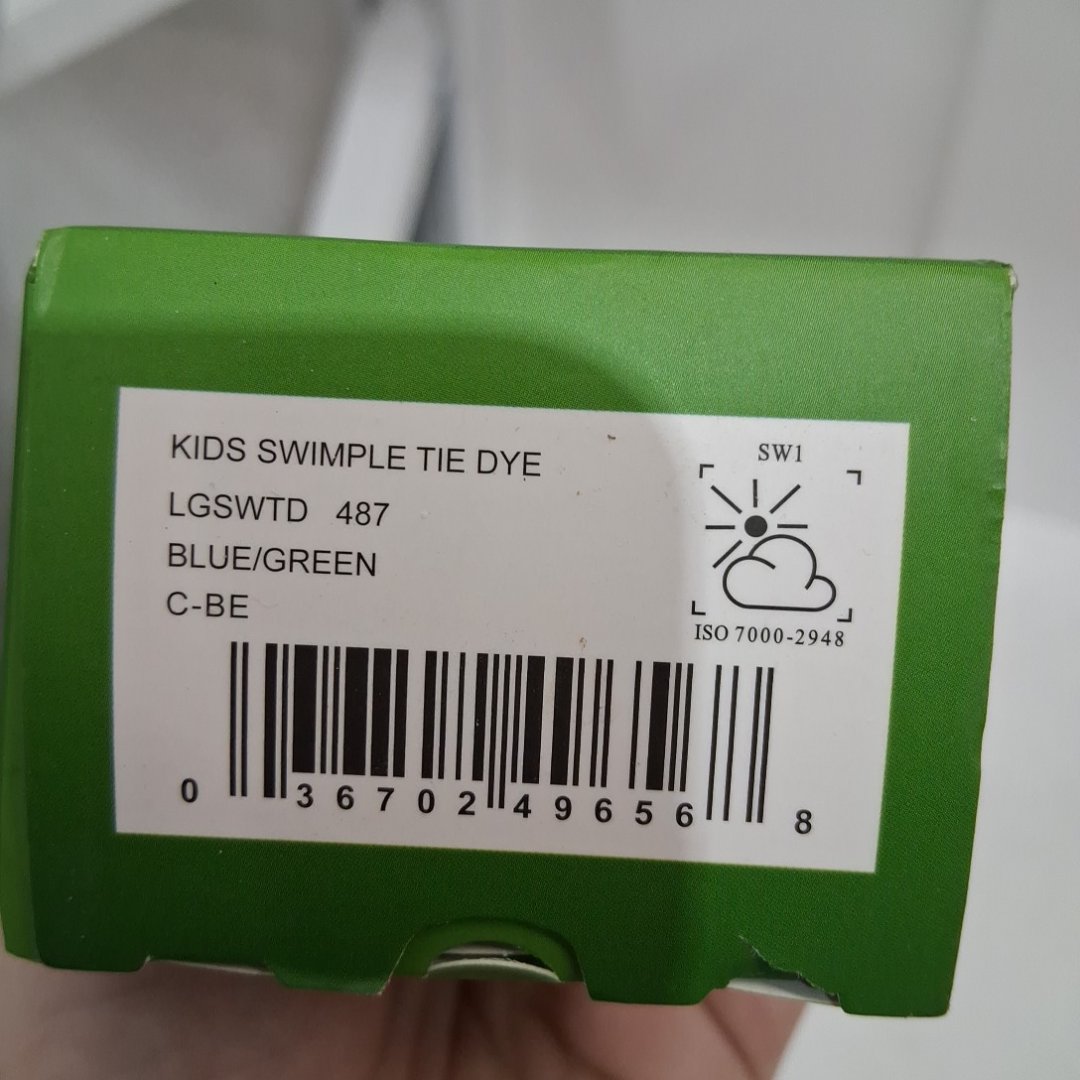 KIDS SWIMPLE TIE DYE
LGSWTD 487
BLUE/GREEN
C-BE
SW1
ISO 7000-2948
0 36702 49656 8